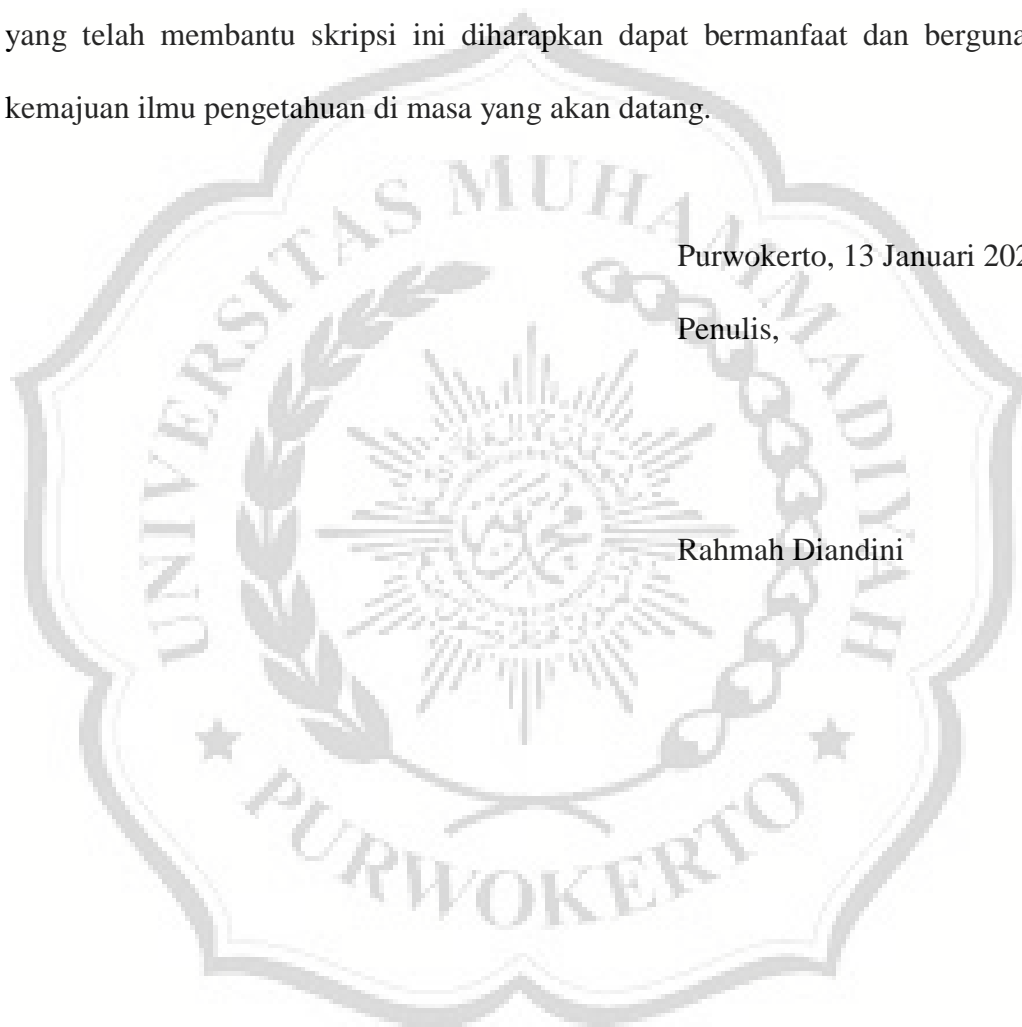 yang telah membantu skripsi ini diharapkan dapat bermanfaat dan berguna
kemajuan ilmu pengetahuan di masa yang akan datang.
Purwokerto, 13 Januari 202
Penulis,
Rahmah Diandini
UNIVERSITAS MUHAMMADIYAH
PURWOKERTO